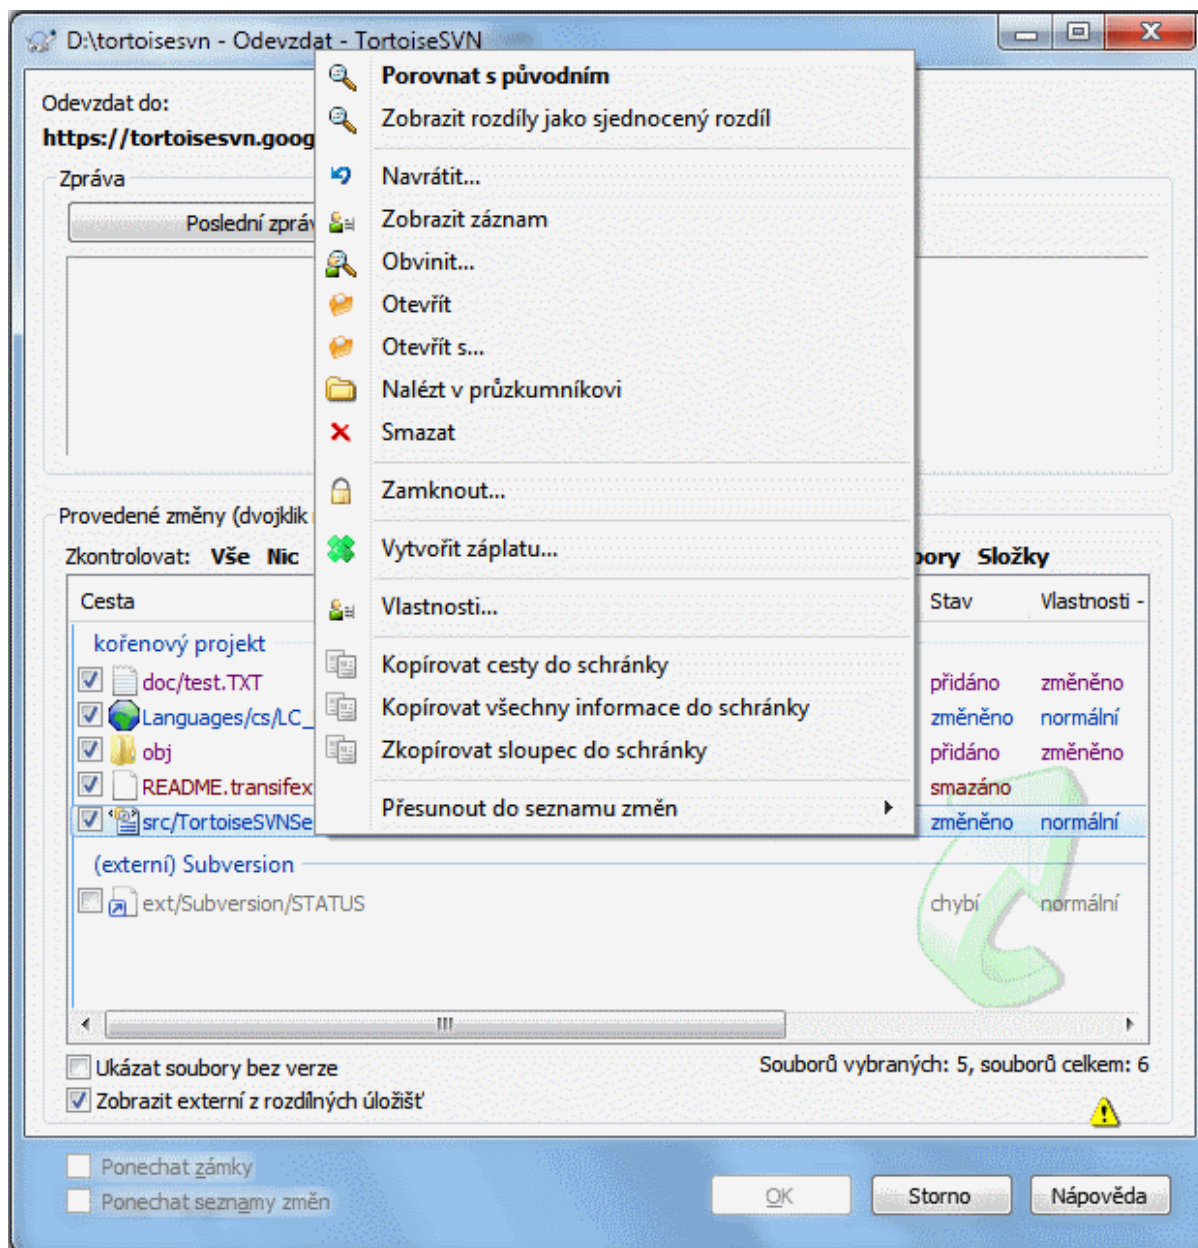 D:\tortoisesvn - Odevzdat - TortoiseSVN
Odevzdat do:
https://tortoisesvn.goog
Zpráva
Poslední zpráv
Porovnat s původním
Zobrazit rozdíly jako sjednocený rozdíl
Navrátit...
Zobrazit záznam
Obvinit...
Otevřít
Otevřít s...
Nalézt v průzkumníkovi
Smazat
Zamknout...
Vytvořit záplatu...
Vlastnosti...
Kopírovat cesty do schránky
Kopírovat všechny informace do schránky
Zkopírovat sloupec do schránky
Přesunout do seznamu změn
Provedené změny (dvojklik
Zkontrolovat: Vše Nic bory Složky
Cesta Stav Vlastnosti -
kořenový projekt
doc/test.TXT přidáno změněno
Languages/cs/LC_ změněno normální
obj přidáno změněno
README.transifex smazáno
src/TortoiseSVNSe změněno normální
(externí) Subversion
ext/Subversion/STATUS chybí normální
Ukázat soubory bez verze
Souborů vybraných: 5, souborů celkem: 6
Zobrazit externí z rozdílných úložišť
Ponechat zámky
Ponechat seznamy změn
OK Storno Nápověda